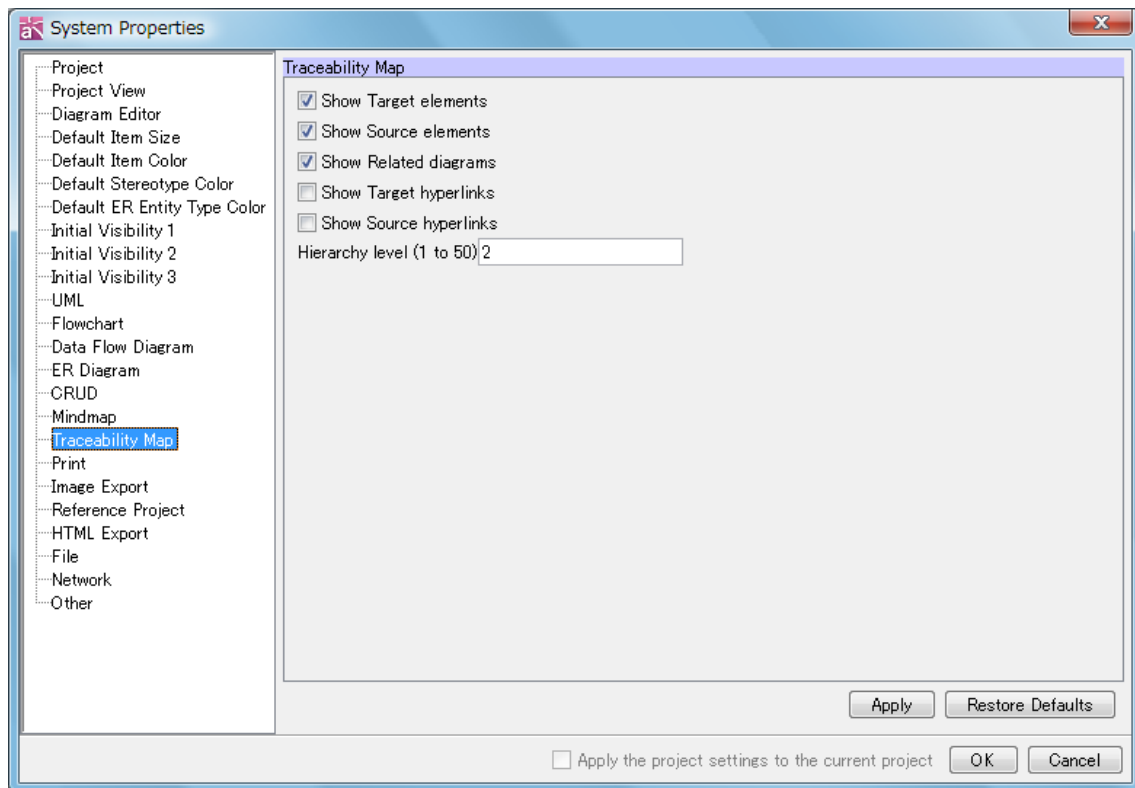 System Properties
Project
Project View
Diagram Editor
Default Item Size
Default Item Color
Default Stereotype Color
Default ER Entity Type Color
Initial Visibility 1
Initial Visibility 2
Initial Visibility 3
UML
Flowchart
Data Flow Diagram
ER Diagram
CRUD
Mindmap
Traceability Map
Print
Image Export
Reference Project
HTML Export
File
Network
Other
Traceability Map
Show Target elements
Show Source elements
Show Related diagrams
Show Target hyperlinks
Show Source hyperlinks
Hierarchy level (1 to 50) 2
Apply Restore Defaults
Apply the project settings to the current project OK Cancel